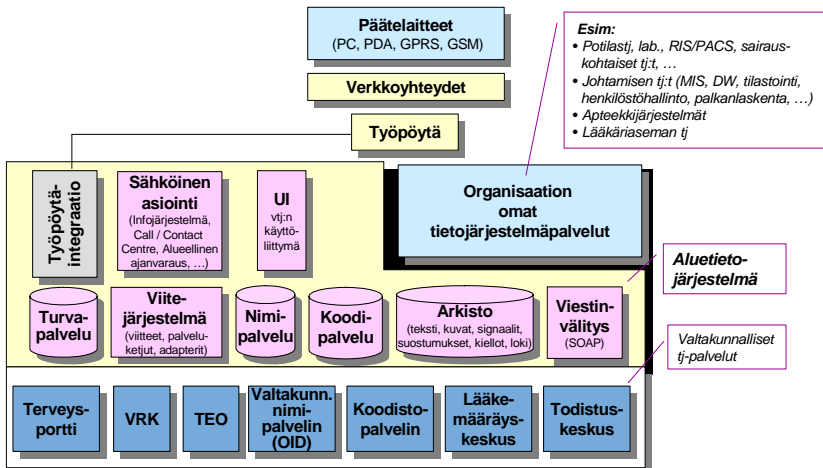 Päätelaitteet
(PC, PDA, GPRS, GSM)
Verkkoyhteydet
Työpöytä
Esim:
• Potilastj, lab., RIS/PACS, sairaus-
kohtaiset tj:t, …
• Johtamisen tj:t (MIS, DW, tilastointi,
henkilöstöhallinto, palkanlaskenta, …)
• Apteekkijärjestelmät
• Lääkäriaseman tj
Työpöytä-
integraatio
Sähköinen
asiointi
(Infojärjestelmä,
Call / Contact
Centre, Alueellinen
ajanvaraus, …)
UI
vtj:n
käyttö-
liittymä
Organisaation
omat
tietojärjestelmäpalvelut
Aluetieto-
järjestelmä
Turva-
palvelu
Viite-
järjestelmä
(viitteet, palvelu-
ketjut, adapterit)
Nimi-
palvelu
Koodi-
palvelu
Arkisto
(teksti, kuvat, signaalit,
suostumukset, kiellot, loki)
Viestin-
välitys
(SOAP)
Valtakunnalliset
tj-palvelut
Terveys-
portti
VRK
TEO
Valtakunn.
nimi-
palvelin
(OID)
Koodisto-
palvelin
Lääke-
määräys-
keskus
Todistus-
keskus